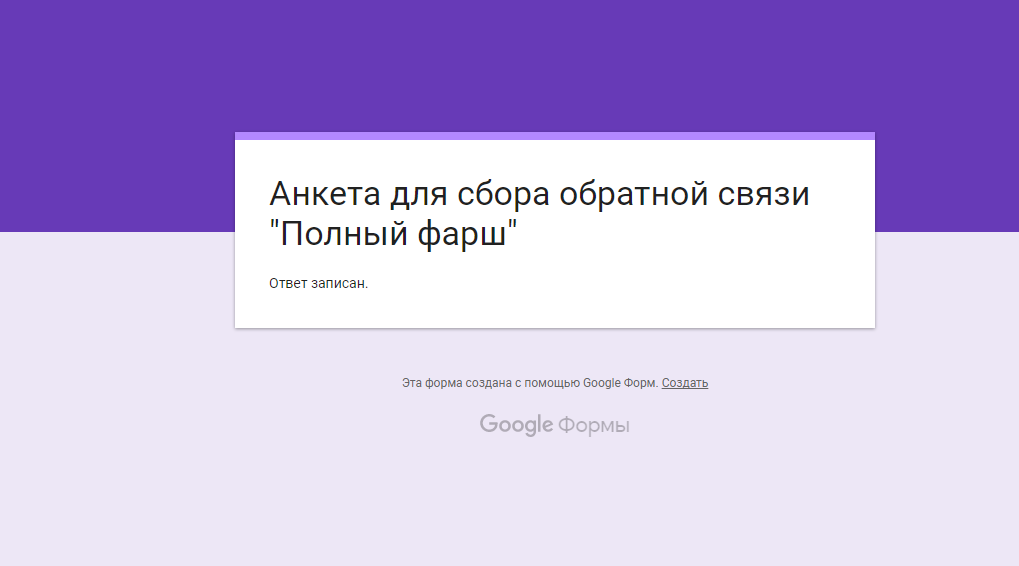 Анкета для сбора обратной связи
"Полный фарш"
Ответ записан.
Эта форма создана с помощью Google Форм. Создать
Google Формы